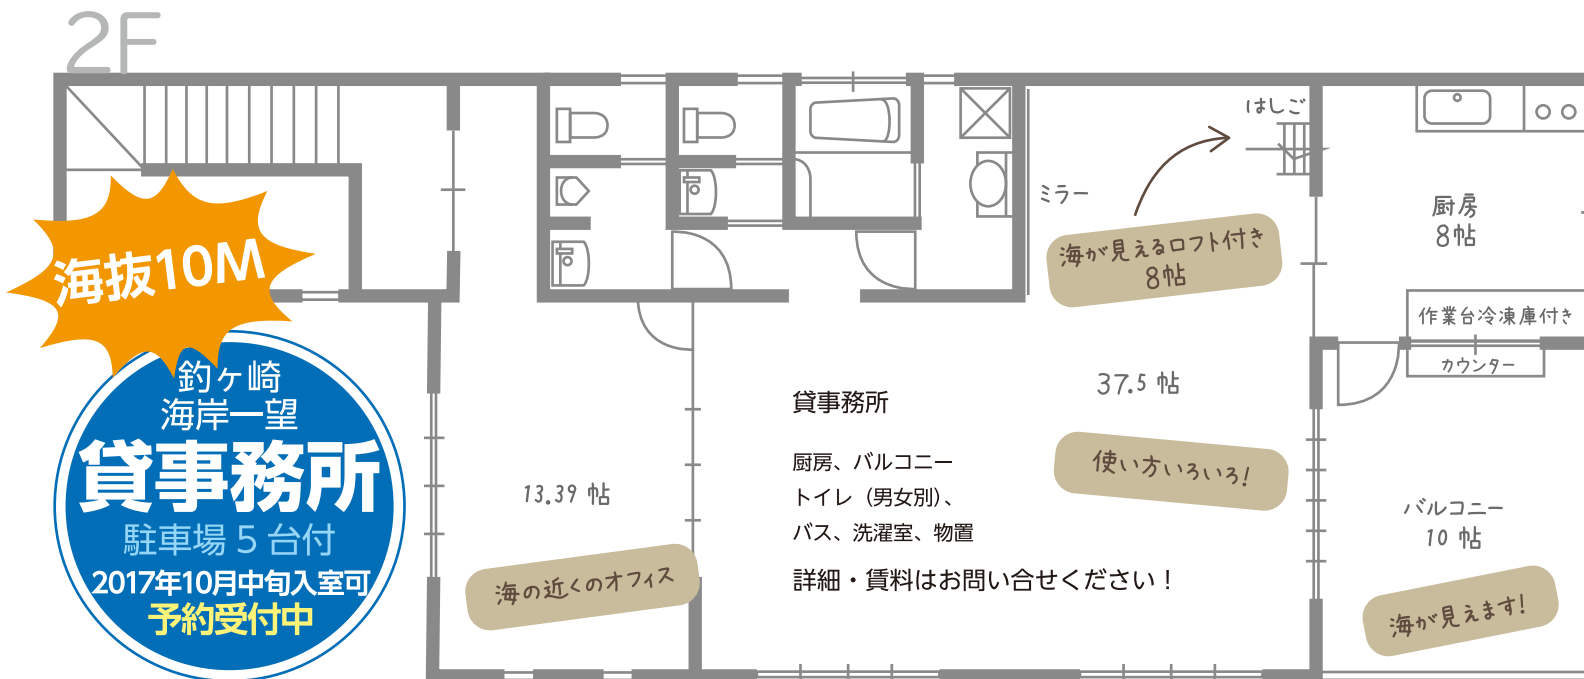 2F
海抜10M
釣ヶ崎
海岸一望
貸事務所
駐車場 5 台付
2017年10月中旬入室可
予約受付中
13.39 帖
海の近くのオフィス
ミラー
はしご
海が見えるロフト付き
8帖
37.5 帖
貸事務所
厨房、バルコニー
トイレ（男女別）、
バス、洗濯室、物置
詳細・賃料はお問い合せください！
使い方いろいろ!
厨房
8帖
作業台冷凍庫付き
カウンター
バルコニー
10 帖
海が見えます!